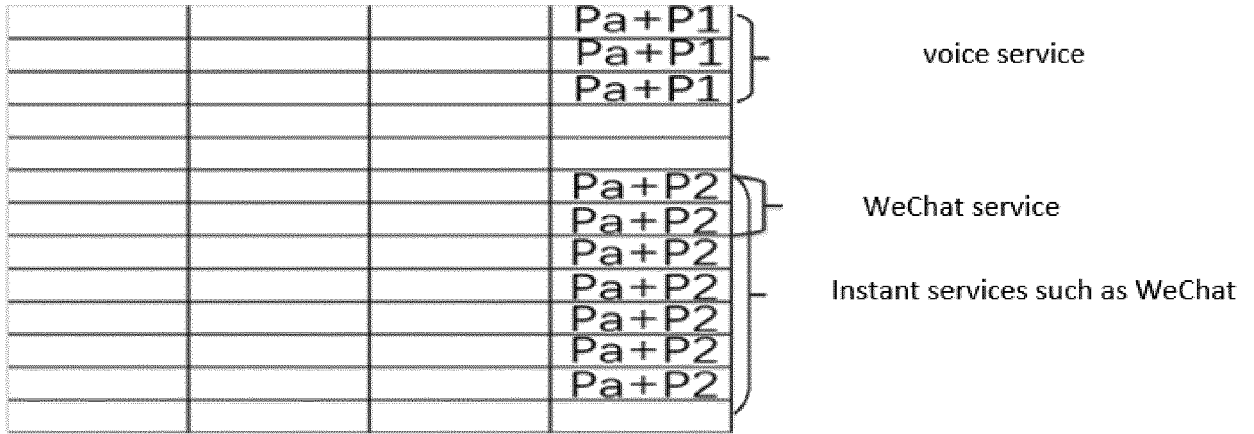 Pa+P1
Pa+P1
voice service
Pa+P1
Pa+P2
Pa+P2
WeChat service
Pa+P2
Pa+P2
Instant services such as WeChat
Pa+P2
Pa+P2
Pa+P2